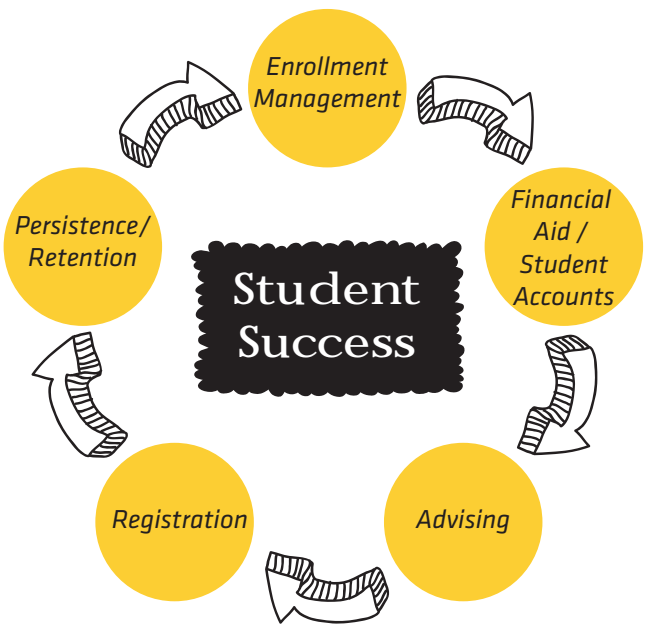 Enrollment
Management
Financial
Aid /
Student
Accounts
Advising
Registration
Persistence/
Retention
Student
Success